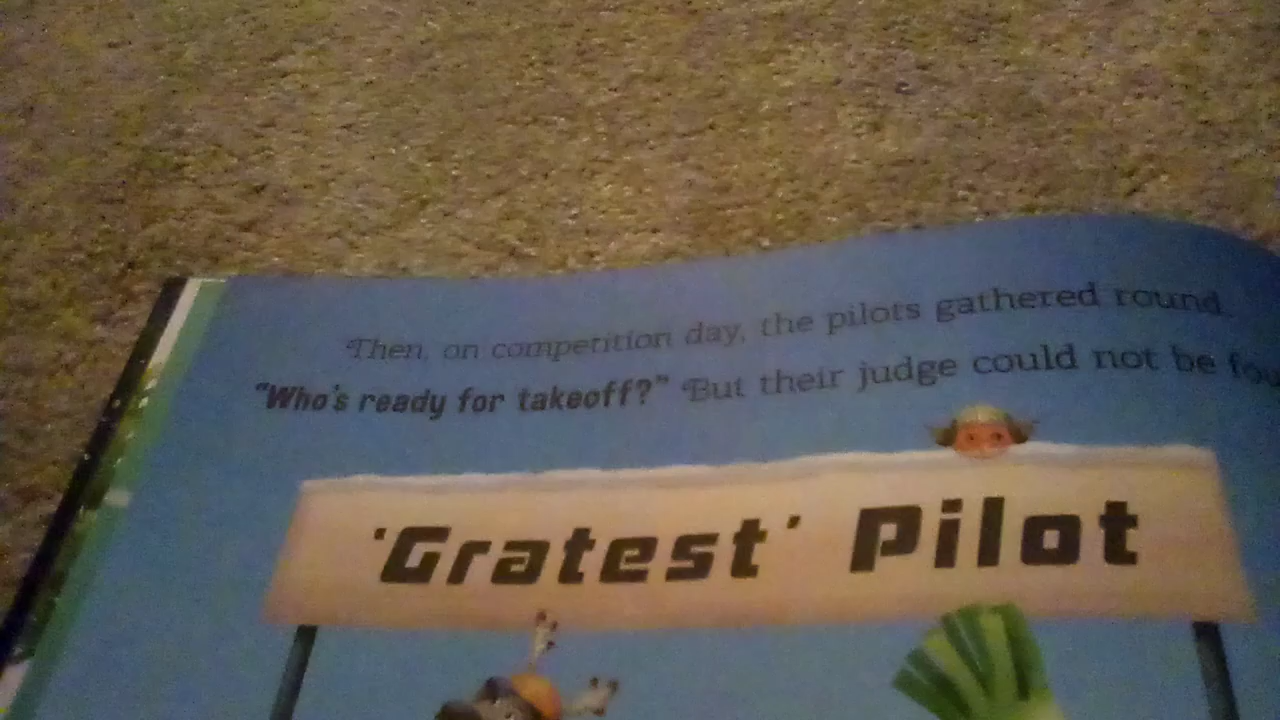 Then, on competition day, the pilots gathered round.
"Who's ready for takeoff?" But their judge could not be
'Gratest' Pilot